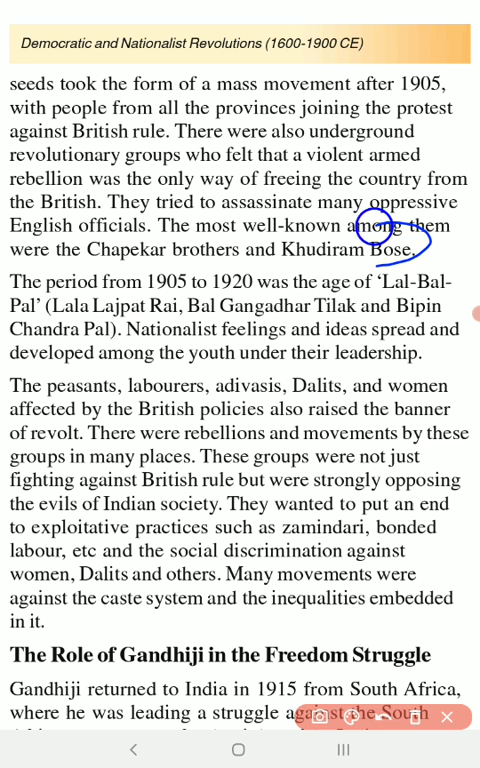 Democratic and Nationalist Revolutions (1600-1900 CE)
seeds took the form of a mass movement after 1905,
with people from all the provinces joining the protest
against British rule. There were also underground
revolutionary groups who felt that a violent armed
rebellion was the only way of freeing the country from
the British. They tried to assassinate many oppressive
English officials. The most well-known among them
were the Chapekar brothers and Khudiram Bose.
The period from 1905 to 1920 was the age of ‘Lal-Bal-
Pal’ (Lala Lajpat Rai, Bal Gangadhar Tilak and Bipin
Chandra Pal). Nationalist feelings and ideas spread and
developed among the youth under their leadership.
The peasants, labourers, adivasis, Dalits, and women
affected by the British policies also raised the banner
of revolt. There were rebellions and movements by these
groups in many places. These groups were not just
fighting against British rule but were strongly opposing
the evils of Indian society. They wanted to put an end
to exploitative practices such as zamindari, bonded
labour, etc and the social discrimination against
women, Dalits and others. Many movements were
against the caste system and the inequalities embedded
in it.
The Role of Gandhiji in the Freedom Struggle
Gandhiji returned to India in 1915 from South Africa,
where he was leading a struggle against the South